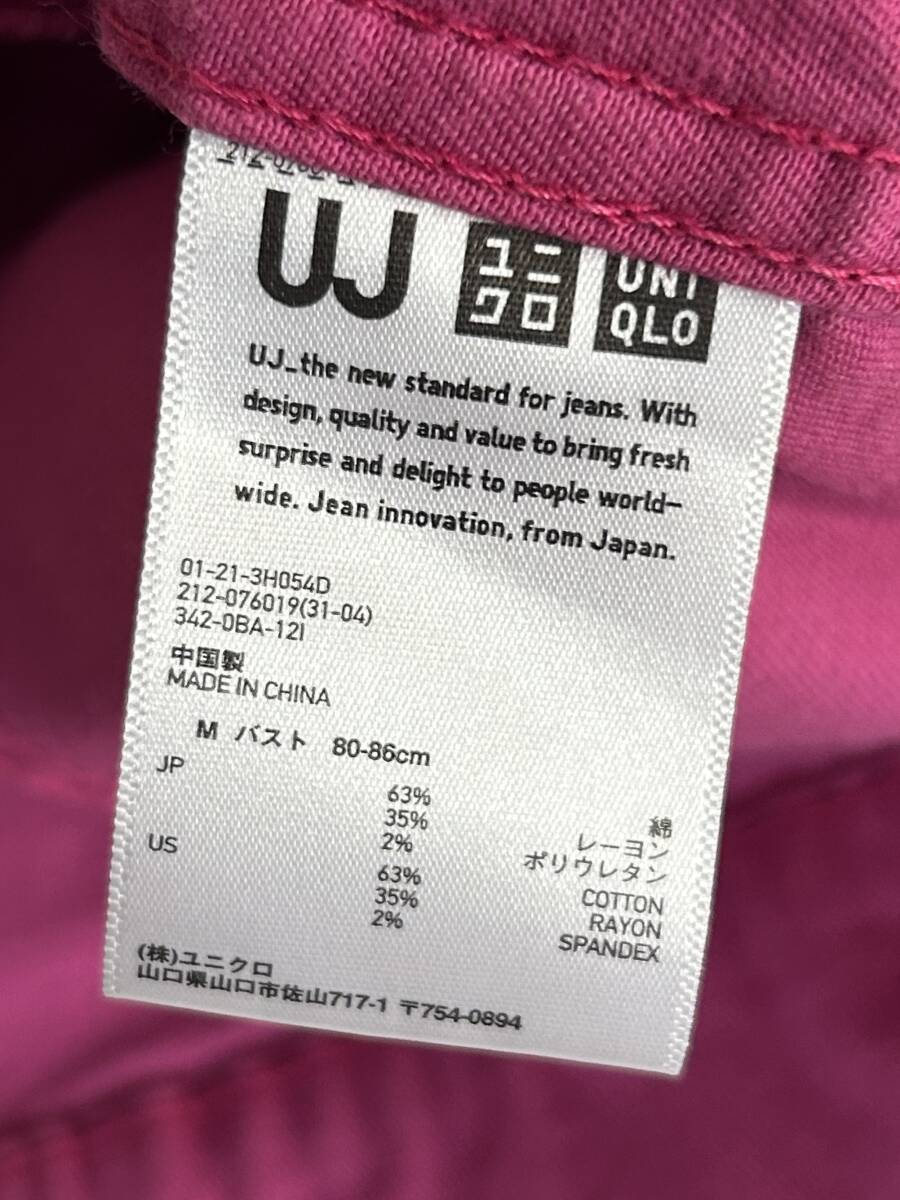 UJ
ユニ
クロ
UNI
QLO
UJ_the new standard for jeans. With
design, quality and value to bring fresh
surprise and delight to people world-
wide. Jean innovation, from Japan.
01-21-3H054D
212-076019(31-04)
342-0BA-12I
中国製
MADE IN CHINA
M バスト 80-86cm
JP
63% 綿
35% レーヨン
2% ポリウレタン
US
63% COTTON
35% RAYON
2% SPANDEX
(株)ユニクロ
山口県山口市佐山717-1 〒754-0894